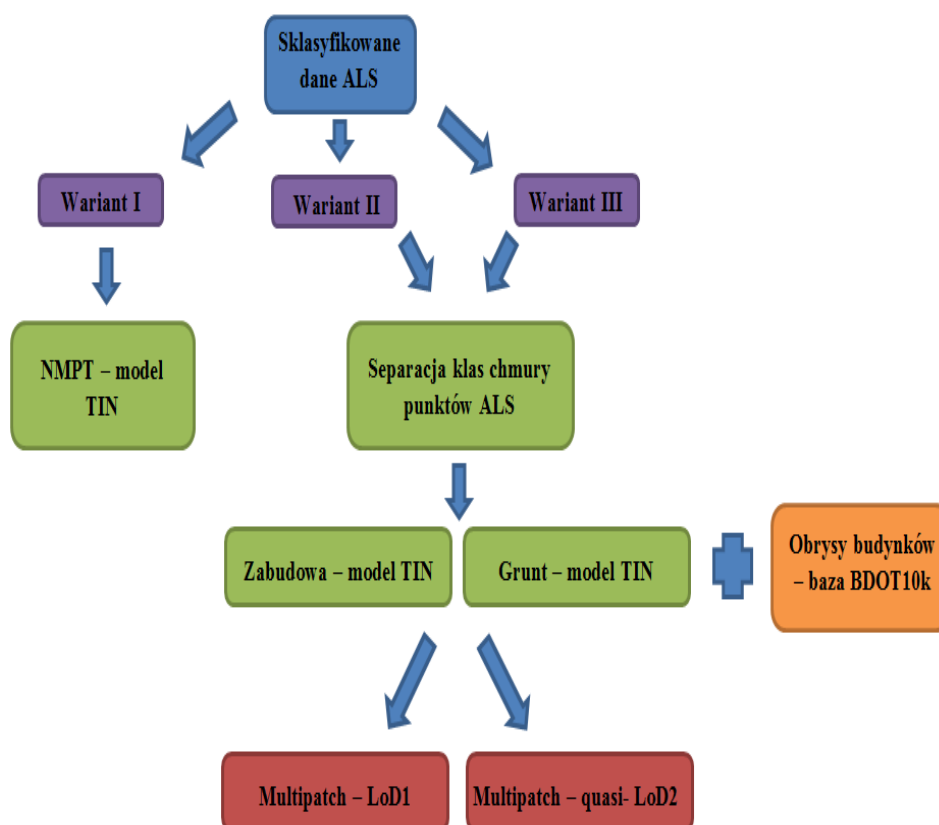 Sklasyfikowane
dane ALS
Wariant I
Wariant II
Wariant III
NMPT – model
TIN
Separacja klas chmury
punktów ALS
Zabudowa – model TIN
Grunt – model TIN
Obrysy budynków
– baza BDOT10k
Multipatch – LoD1
Multipatch – quasi- LoD2